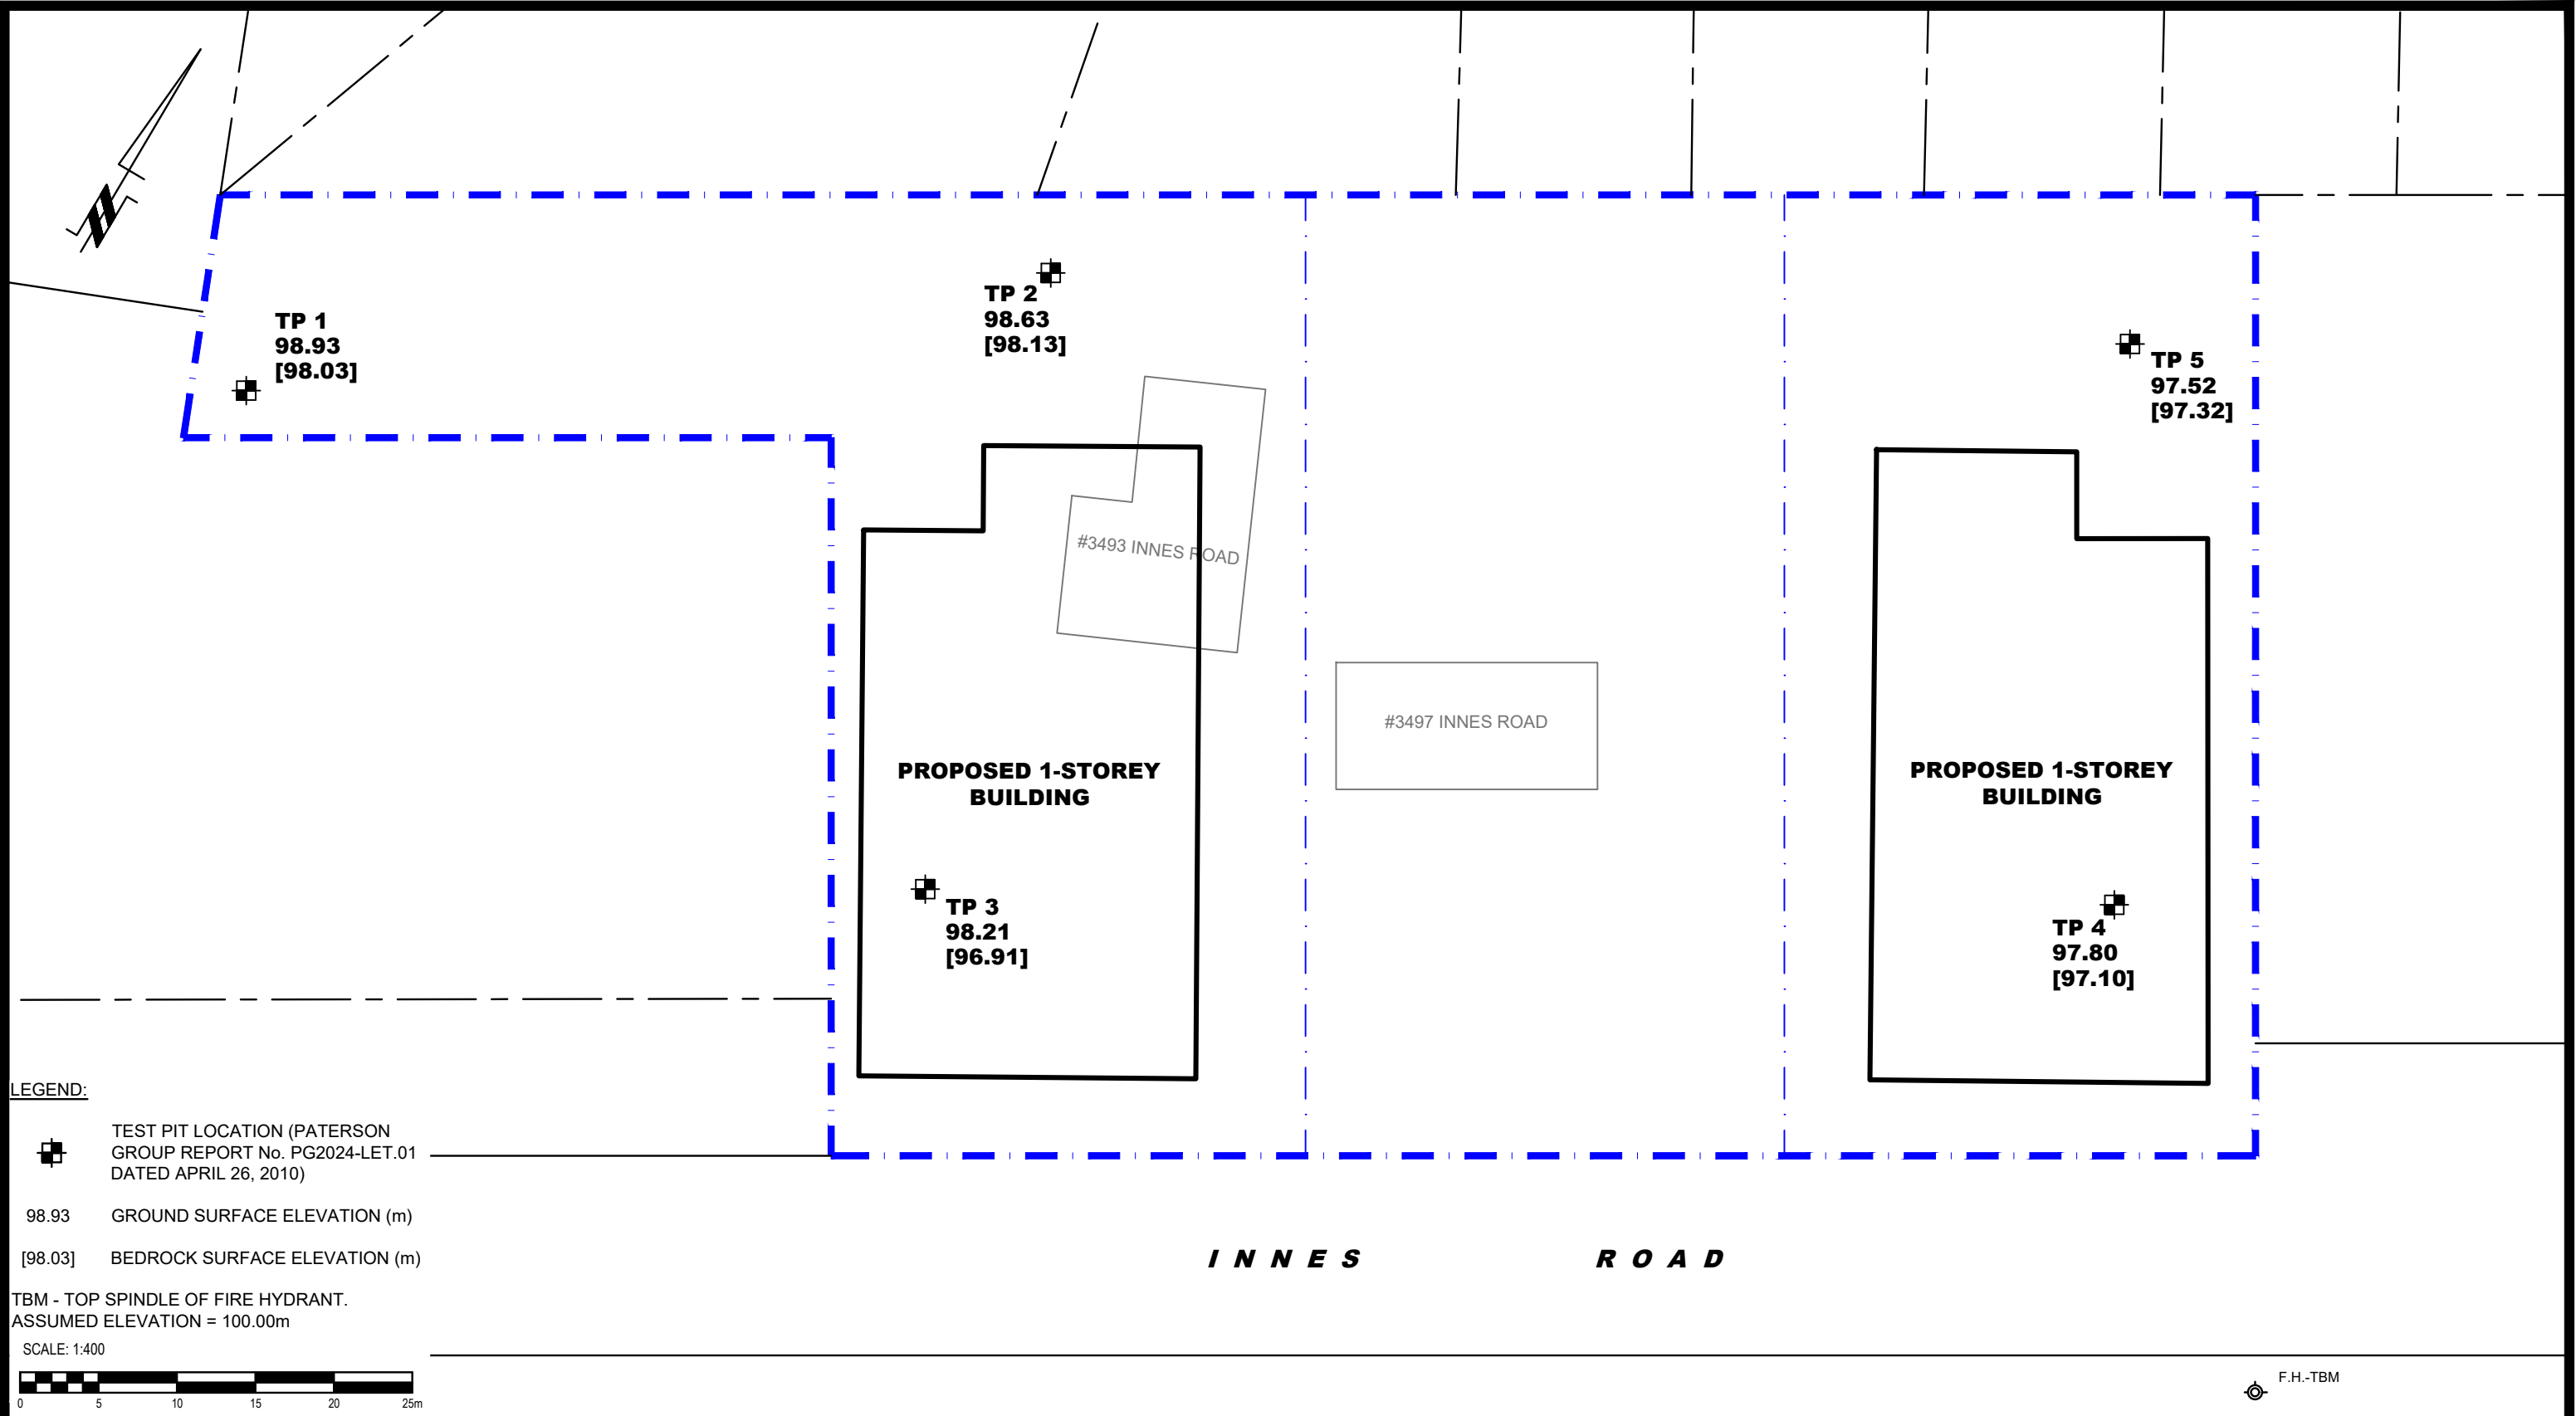 N
TP 1
98.93
[98.03]
TP 2
98.63
[98.13]
TP 5
97.52
[97.32]
#3493 INNES ROAD
#3497 INNES ROAD
PROPOSED 1-STOREY
BUILDING
PROPOSED 1-STOREY
BUILDING
TP 3
98.21
[96.91]
TP 4
97.80
[97.10]
LEGEND:
TEST PIT LOCATION (PATERSON
GROUP REPORT No. PG2024-LET.01
DATED APRIL 26, 2010)
98.93 GROUND SURFACE ELEVATION (m)
[98.03] BEDROCK SURFACE ELEVATION (m)
TBM - TOP SPINDLE OF FIRE HYDRANT.
ASSUMED ELEVATION = 100.00m
SCALE: 1:400
0 5 10 15 20 25m
INNES ROAD
F.H.-TBM